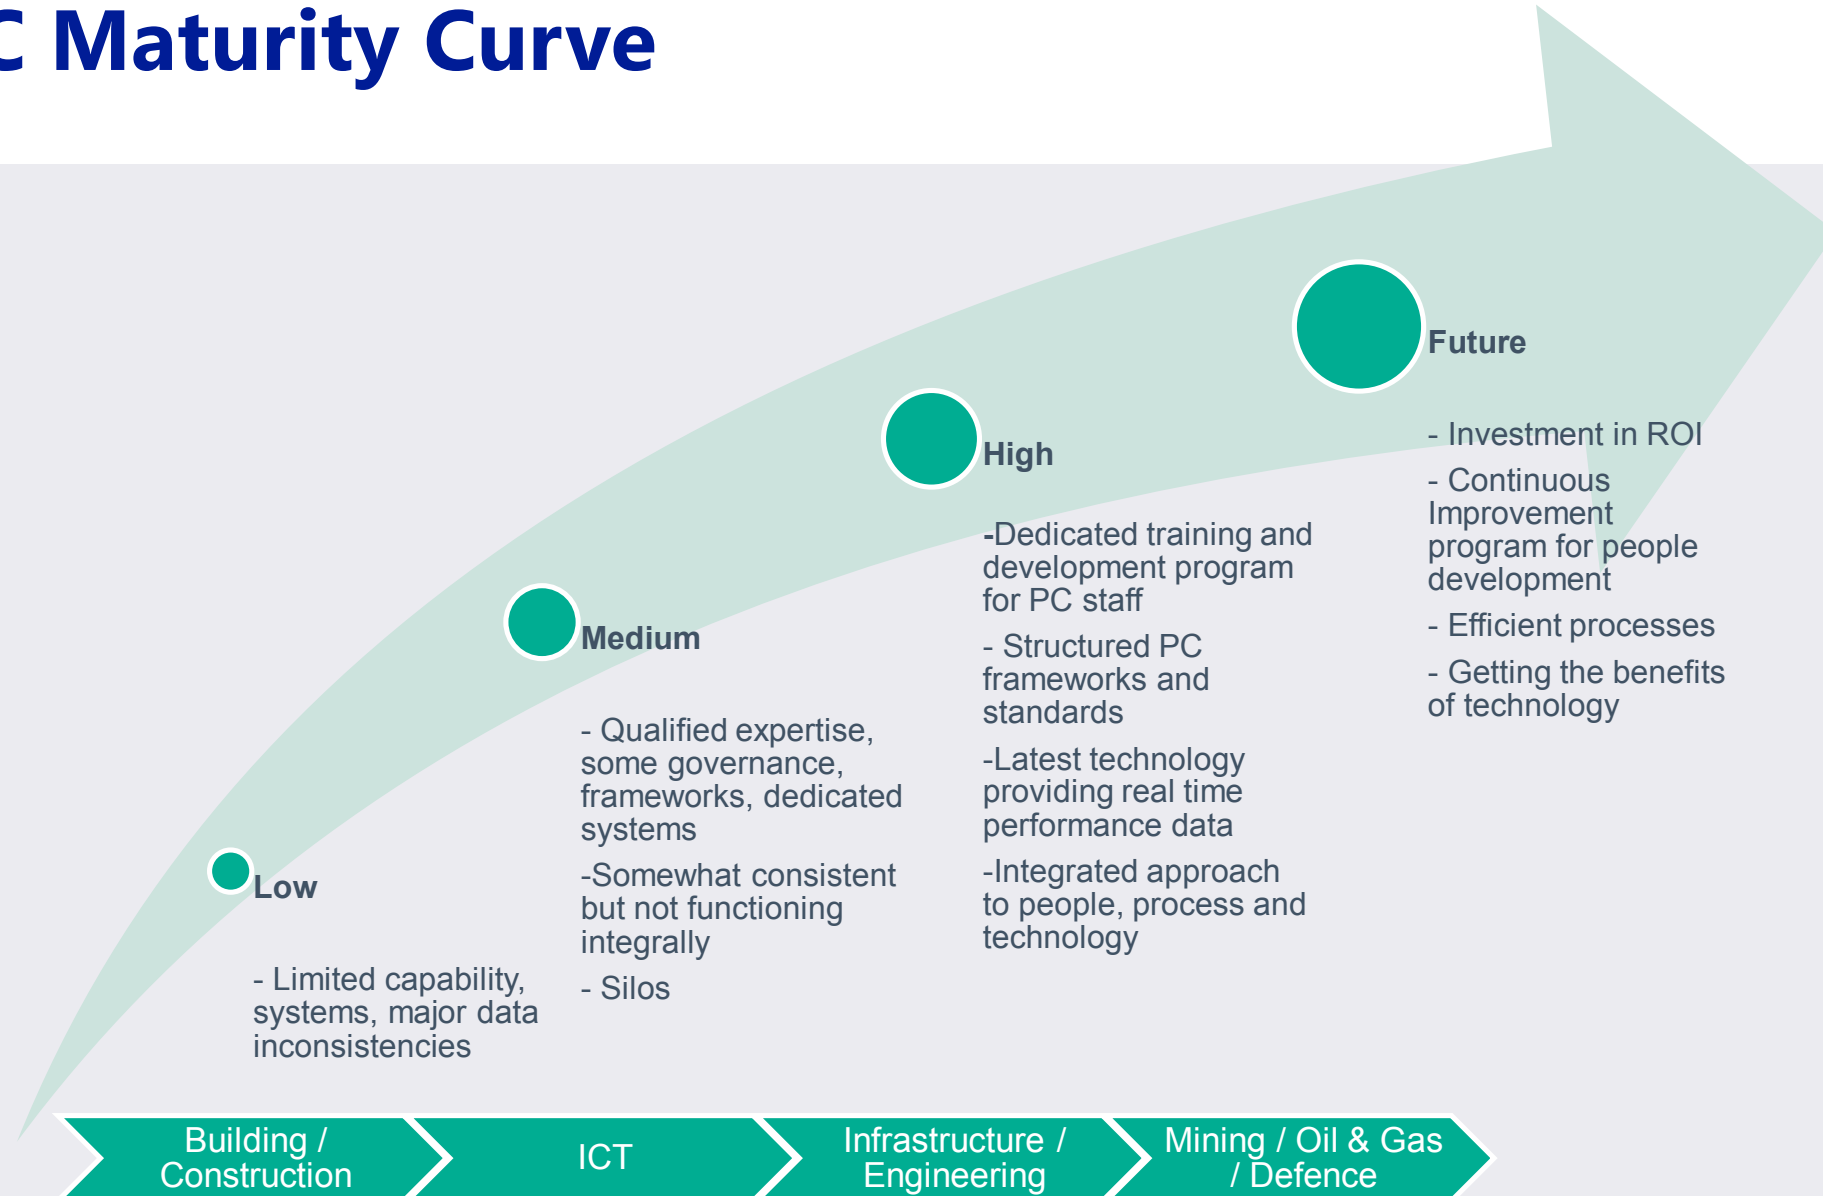 C Maturity Curve
Future
- Investment in ROI
- Continuous
Improvement
program for people
development
- Efficient processes
- Getting the benefits
of technology
High
-Dedicated training and
development program
for PC staff
- Structured PC
frameworks and
standards
-Latest technology
providing real time
performance data
-Integrated approach
to people, process and
technology
Medium
- Qualified expertise,
some governance,
frameworks, dedicated
systems
-Somewhat consistent
but not functioning
integrally
- Silos
Low
- Limited capability,
systems, major data
inconsistencies
Building /
Construction
ICT
Infrastructure /
Engineering
Mining / Oil & Gas
/ Defence